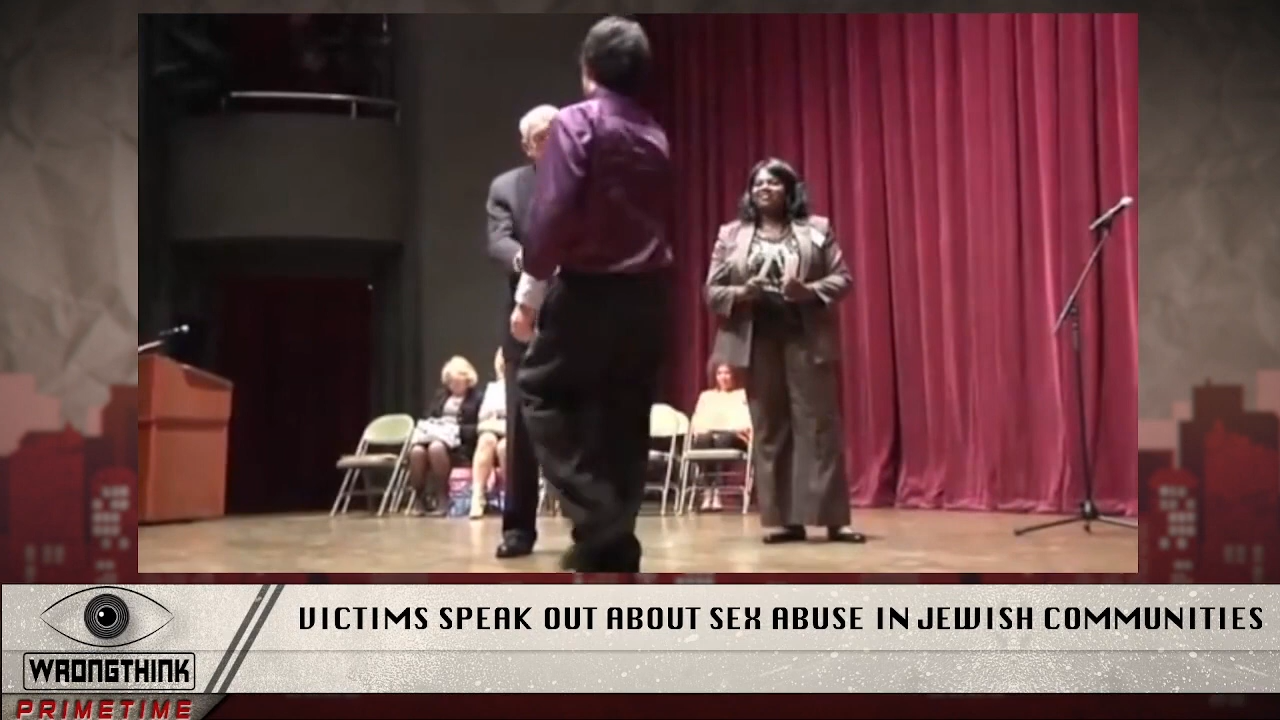 VICTIMS SPEAK OUT ABOUT SEX ABUSE IN JEWISH COMMUNITIES
WRONGTHINK
PRIMETIME